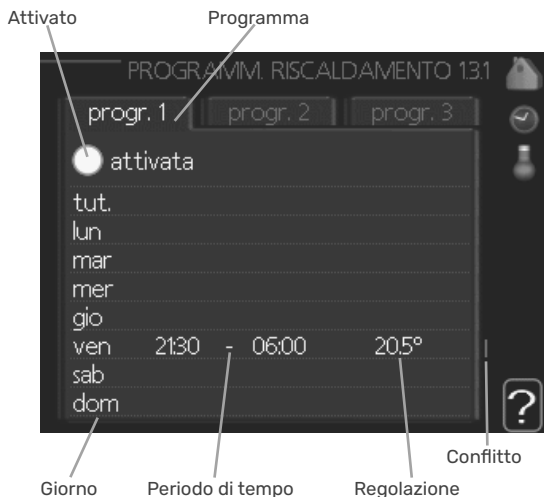 Attivato Programma
PROGRAMM. RISCALDAMENTO 1.3.1
progr. 1 progr. 2 progr. 3
attivata
tut.
lun
mar
mer
gio
ven 21:30 - 06:00 20.5°
sab
dom
?
Conflitto
Giorno Periodo di tempo Regolazione